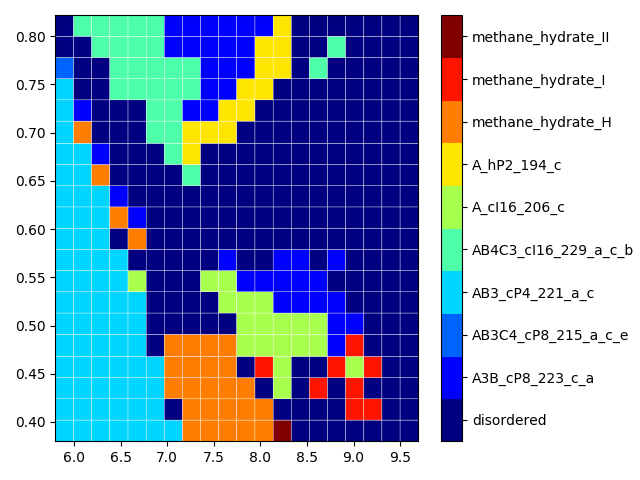 0.80
0.75
0.70
0.65
0.60
0.55
0.50
0.45
0.40
6.0 6.5 7.0 7.5 8.0 8.5 9.0 9.5
methane_hydrate_II
methane_hydrate_I
methane_hydrate_H
A_hP2_194_c
A_cI16_206_c
AB4C3_cI16_229_a_c_b
AB3_cP4_221_a_c
AB3C4_cP8_215_a_c_e
A3B_cP8_223_c_a
disordered